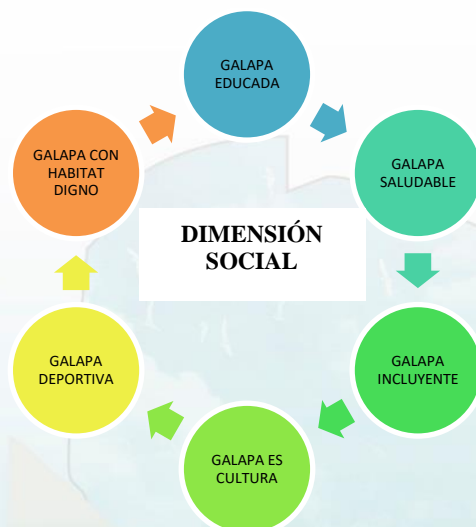 GALAPA
EDUCADA
GALAPA
SALUDABLE
GALAPA
INCLUYENTE
GALAPA ES
CULTURA
GALAPA
DEPORTIVA
GALAPA CON
HABITAT
DIGNO
DIMENSIÓN
SOCIAL